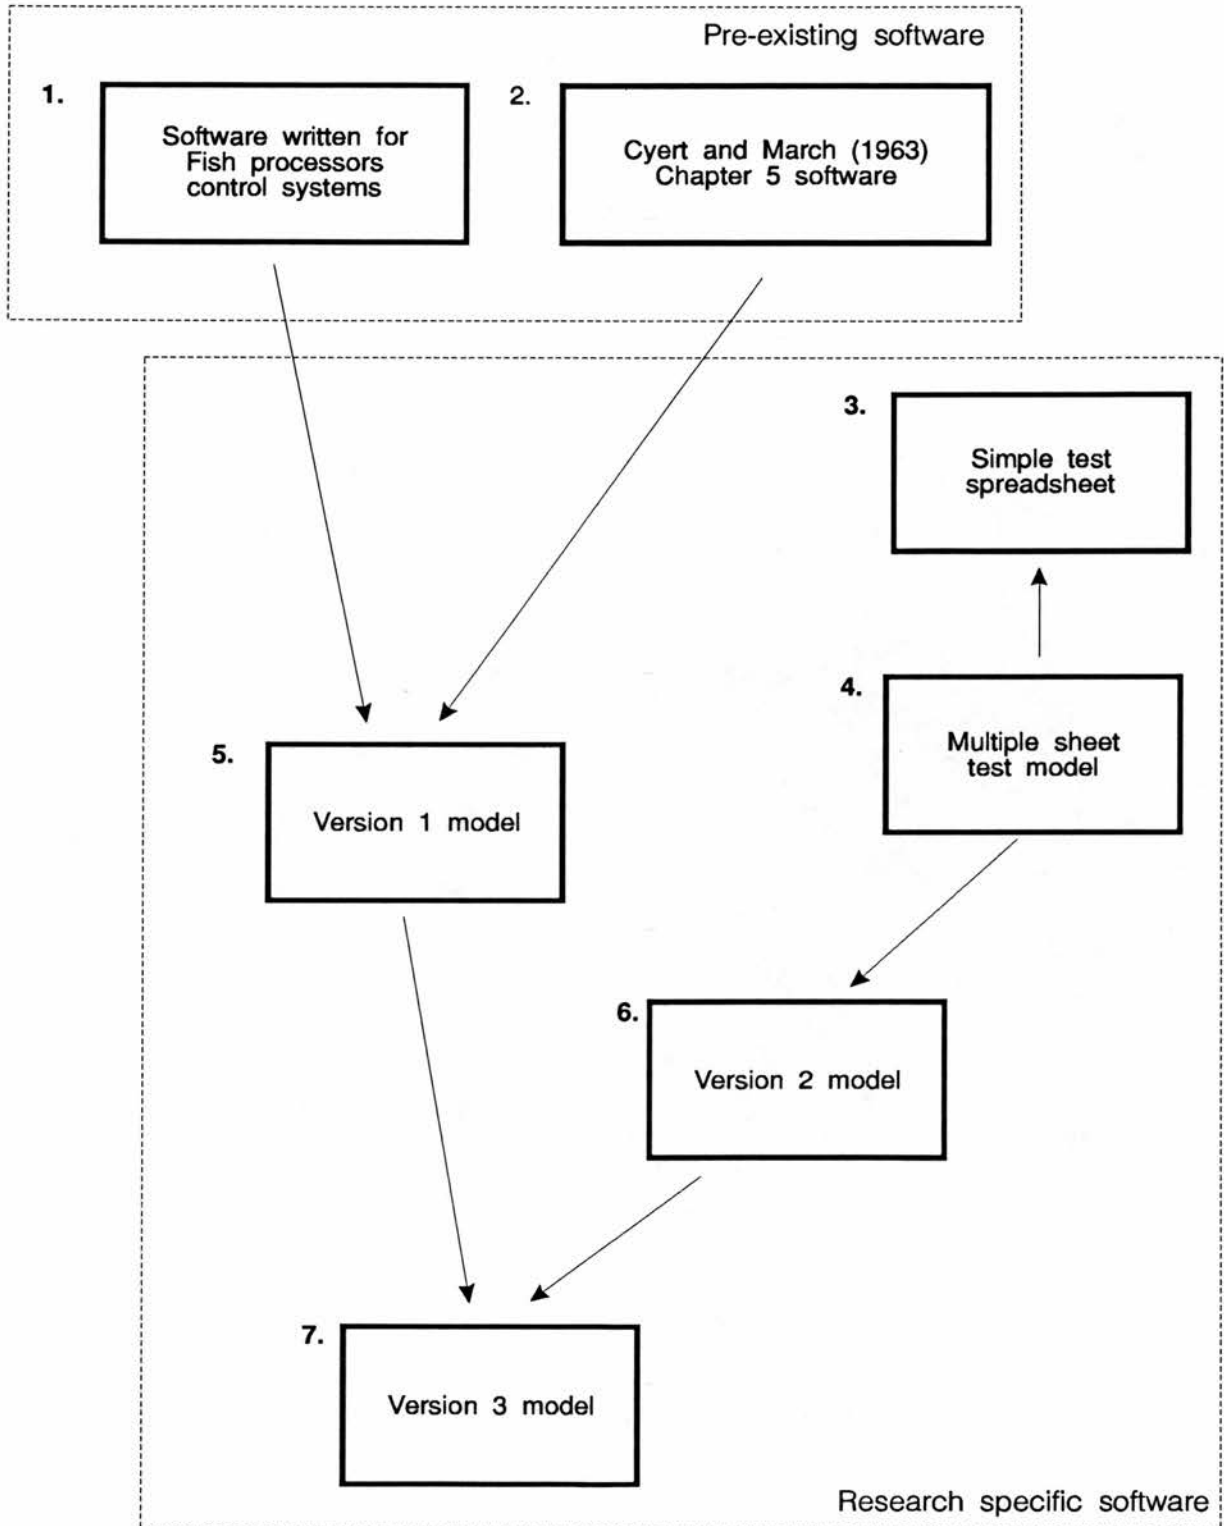 Pre-existing software
1.
Software written for
Fish processors
control systems
2.
Cyert and March (1963)
Chapter 5 software
3.
Simple test
spreadsheet
4.
Multiple sheet
test model
5.
Version 1 model
6.
Version 2 model
7.
Version 3 model
Research specific software